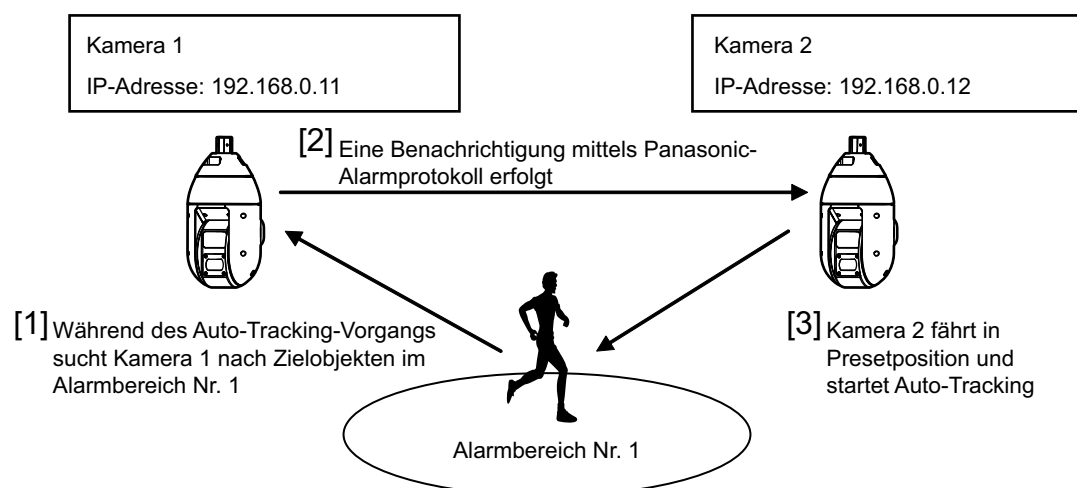 Kamera 1
IP-Adresse: 192.168.0.11
Kamera 2
IP-Adresse: 192.168.0.12
[2] Eine Benachrichtigung mittels Panasonic-
Alarmprotokoll erfolgt
[1] Während des Auto-Tracking-Vorgangs
sucht Kamera 1 nach Zielobjekten im
Alarmbereich Nr. 1
[3] Kamera 2 fährt in
Presetposition und
startet Auto-Tracking
Alarmbereich Nr. 1